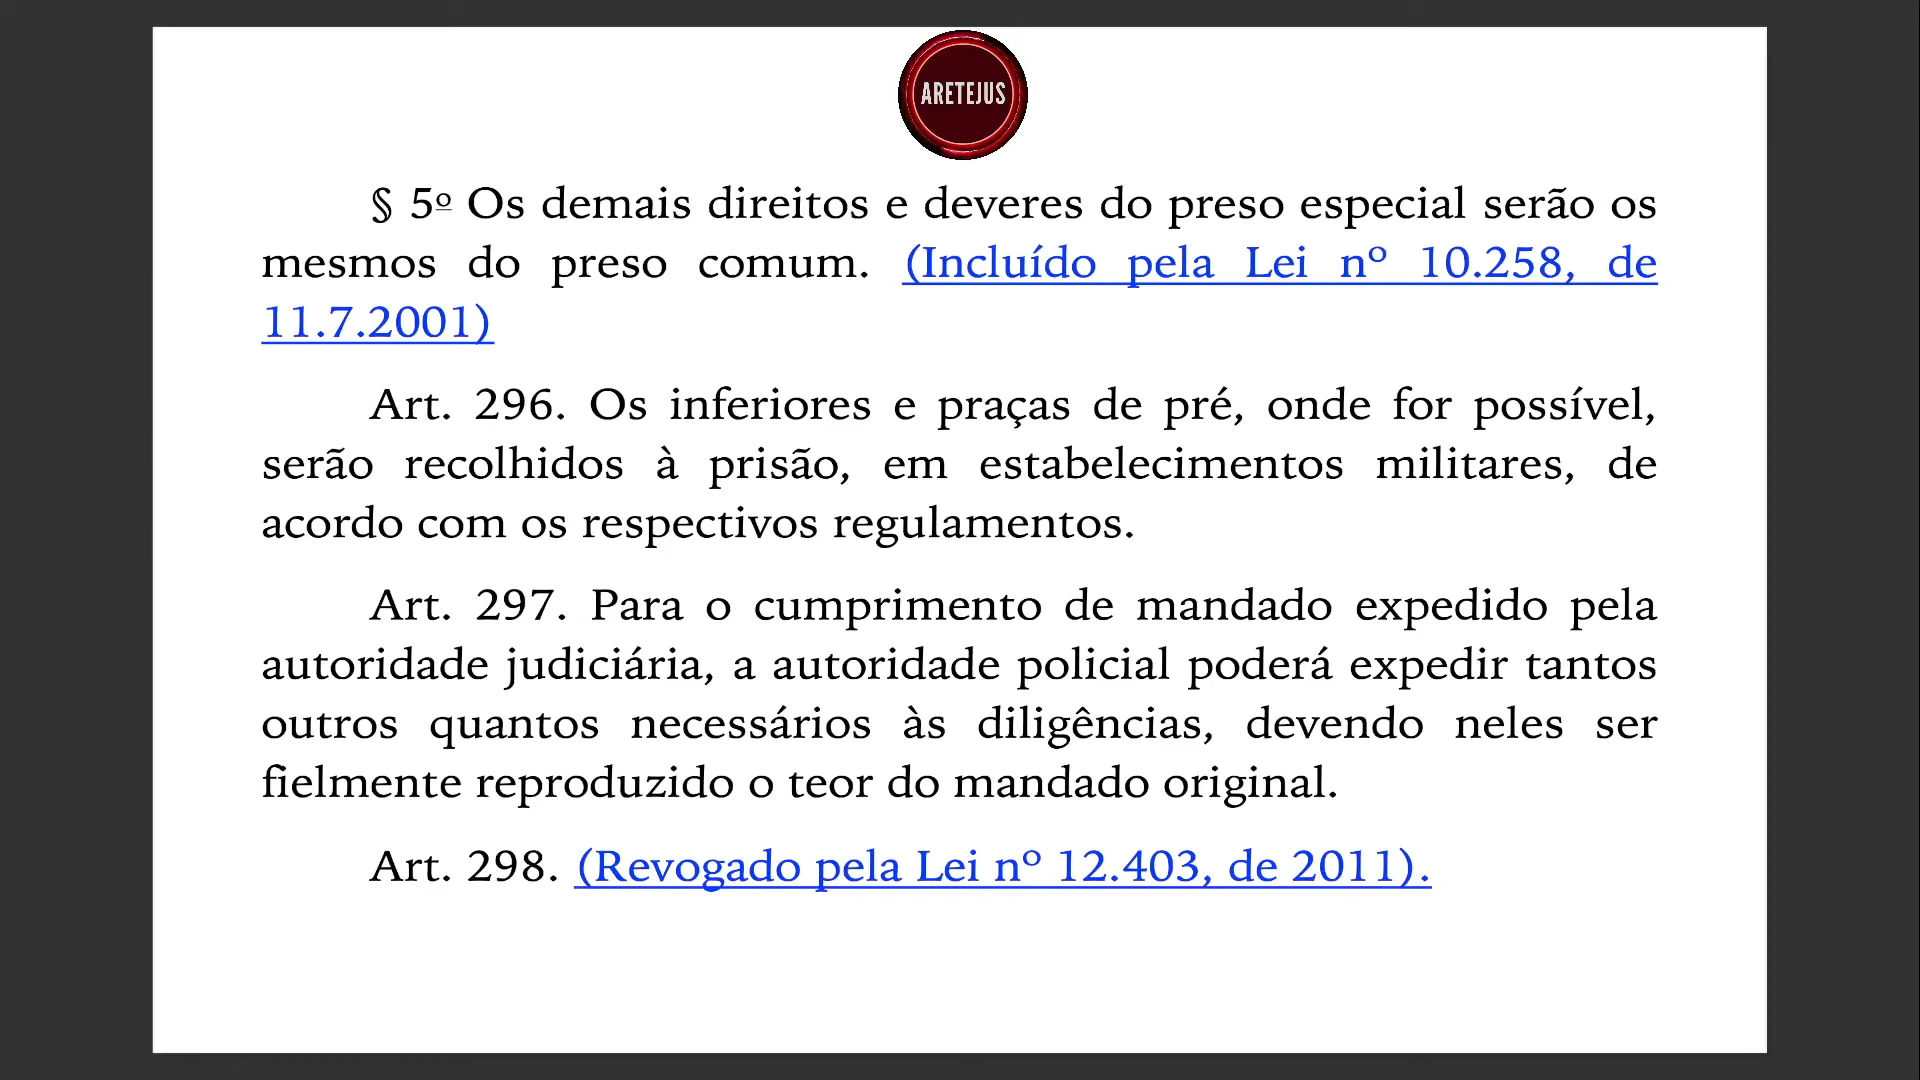 ARETEJUS
§ 5º Os demais direitos e deveres do preso especial serão os
mesmos do preso comum. (Incluído pela Lei nº 10.258, de
11.7.2001)
Art. 296. Os inferiores e praças de pré, onde for possível,
serão recolhidos à prisão, em estabelecimentos militares, de
acordo com os respectivos regulamentos.
Art. 297. Para o cumprimento de mandado expedido pela
autoridade judiciária, a autoridade policial poderá expedir tantos
outros quantos necessários às diligências, devendo neles ser
fielmente reproduzido o teor do mandado original.
Art. 298. (Revogado pela Lei nº 12.403, de 2011).